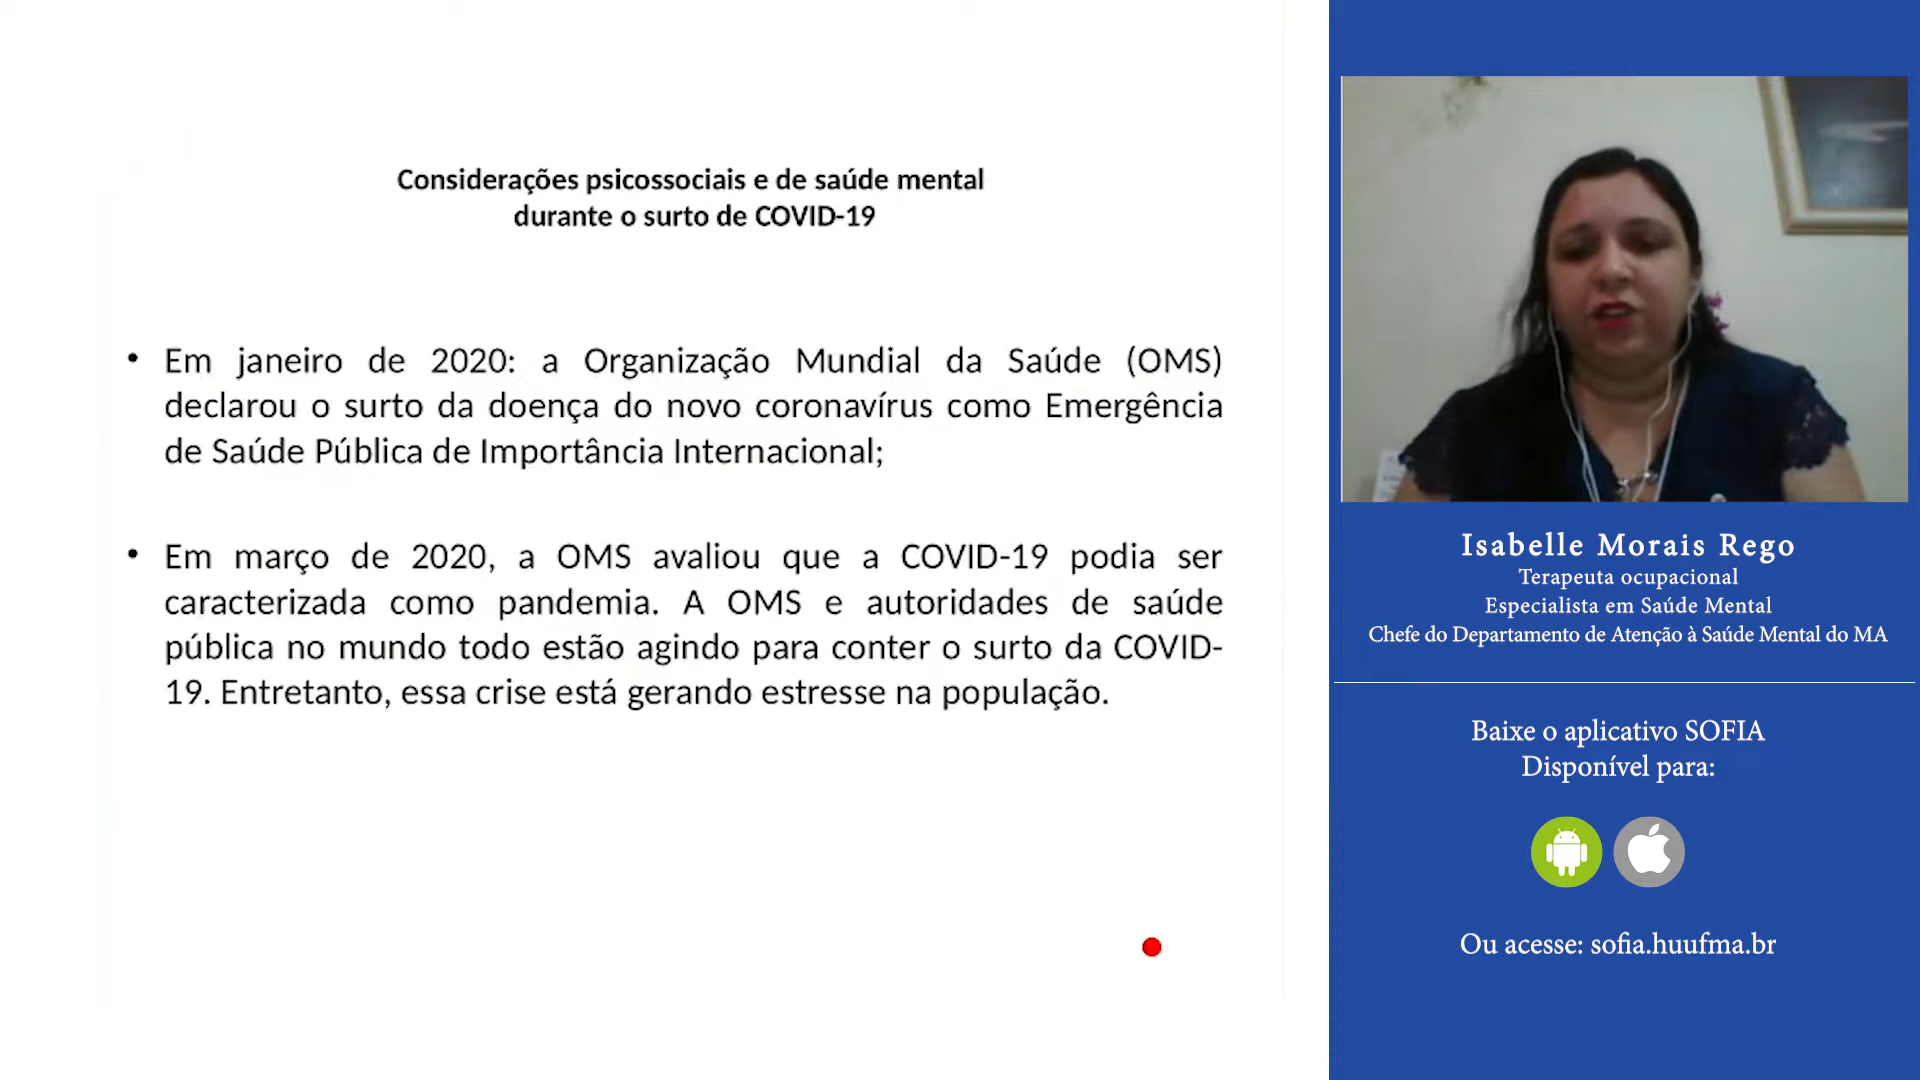 Considerações psicossociais e de saúde mental
durante o surto de COVID-19
• Em janeiro de 2020: a Organização Mundial da Saúde (OMS)
declarou o surto da doença do novo coronavírus como Emergência
de Saúde Pública de Importância Internacional;
• Em março de 2020, a OMS avaliou que a COVID-19 podia ser
caracterizada como pandemia. A OMS e autoridades de saúde
pública no mundo todo estão agindo para conter o surto da COVID-
19. Entretanto, essa crise está gerando estresse na população.
Isabelle Morais Rego
Terapeuta ocupacional
Especialista em Saúde Mental
Chefe do Departamento de Atenção à Saúde Mental do MA
Baixe o aplicativo SOFIA
Disponível para:
Ou acesse: sofia.huufma.br